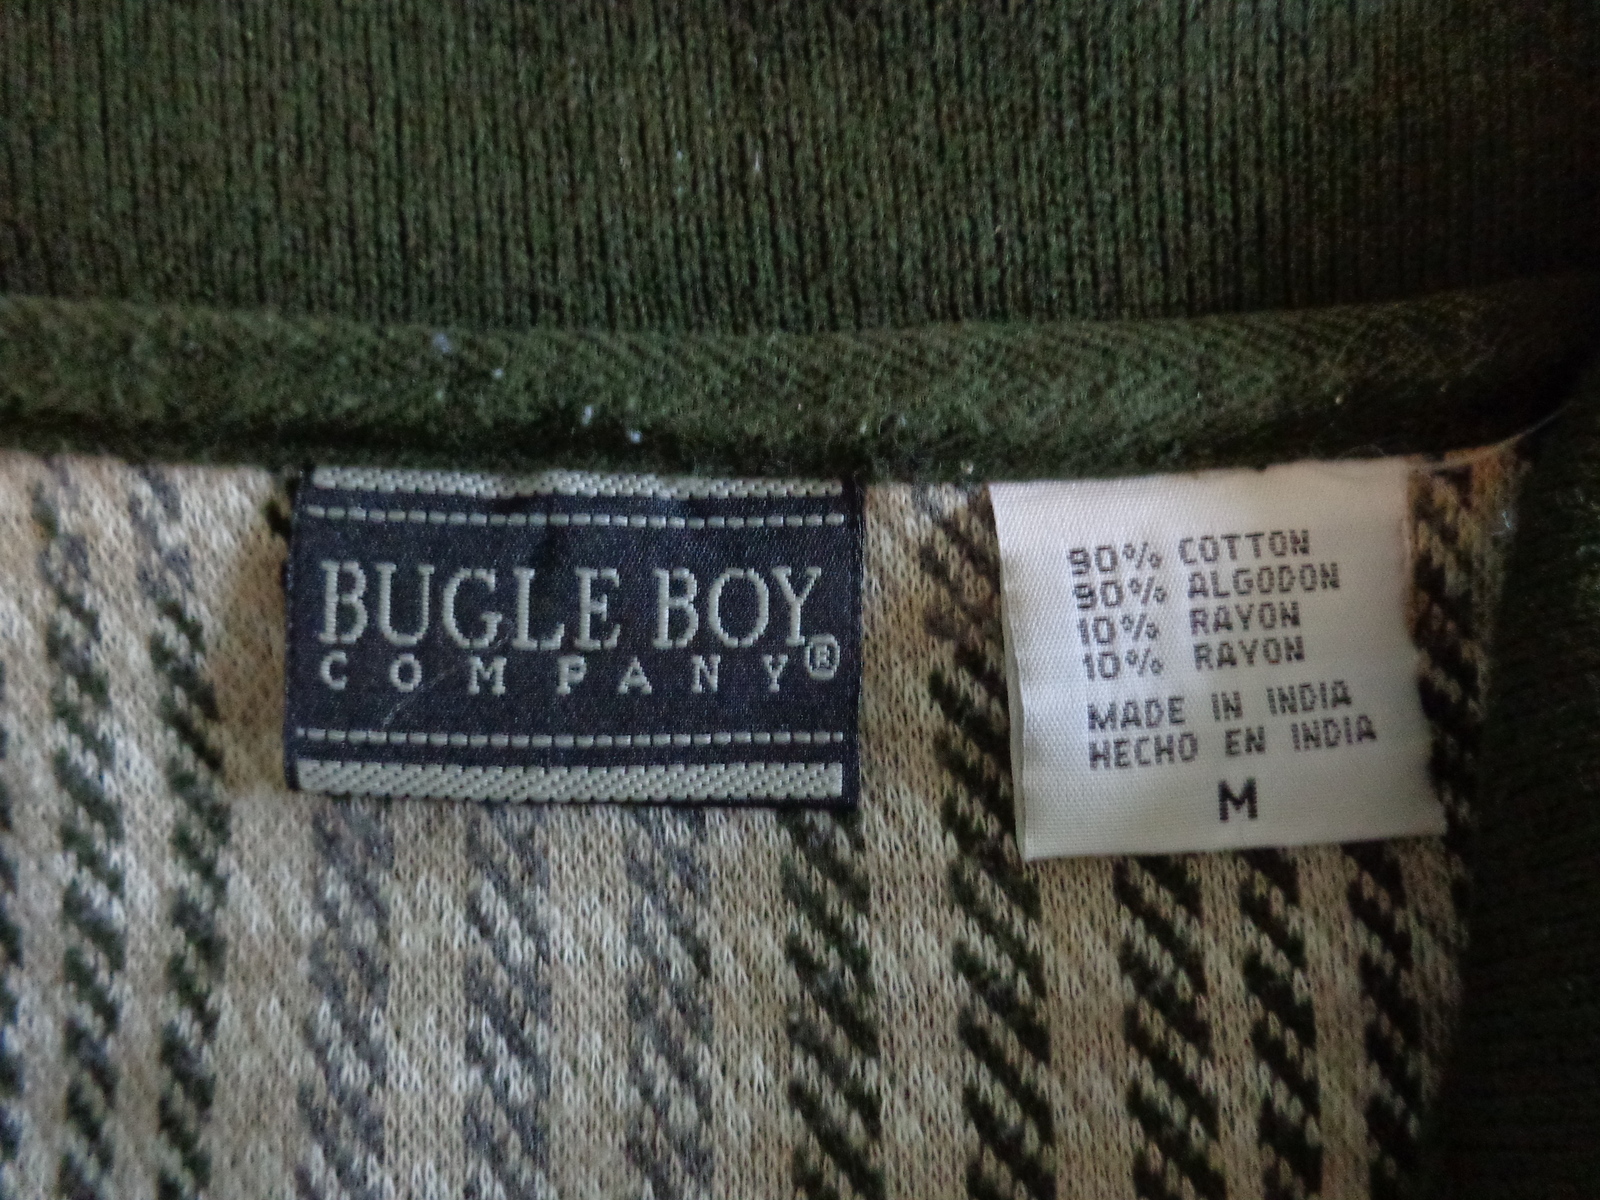 BUGLE BOY
COMPANY®
90% COTTON
90% ALGODON
10% RAYON
10% RAYON
MADE IN INDIA
HECHO EN INDIA
M